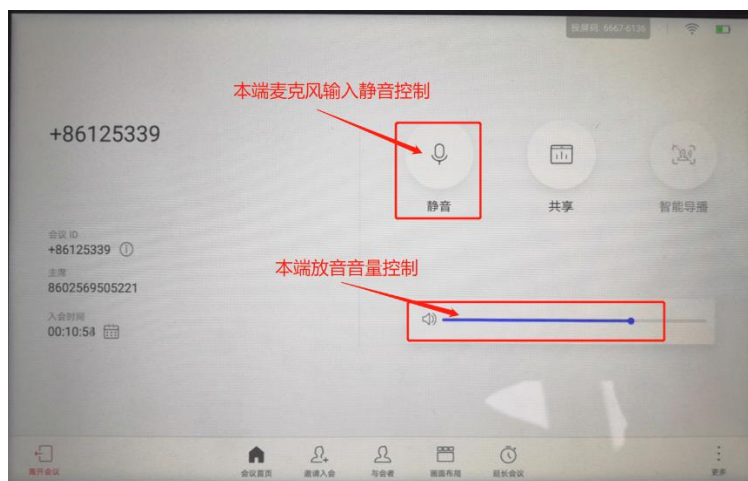 投屏码: 6667-6136
本端麦克风输入静音控制
+86125339
静音
共享
智能导播
会议 ID
+86125339
主席
8602569505221
入会时间
00:10:54
本端放音音量控制
离开会议
会议首页
邀请入会
与会者
画面布局
延长会议
更多